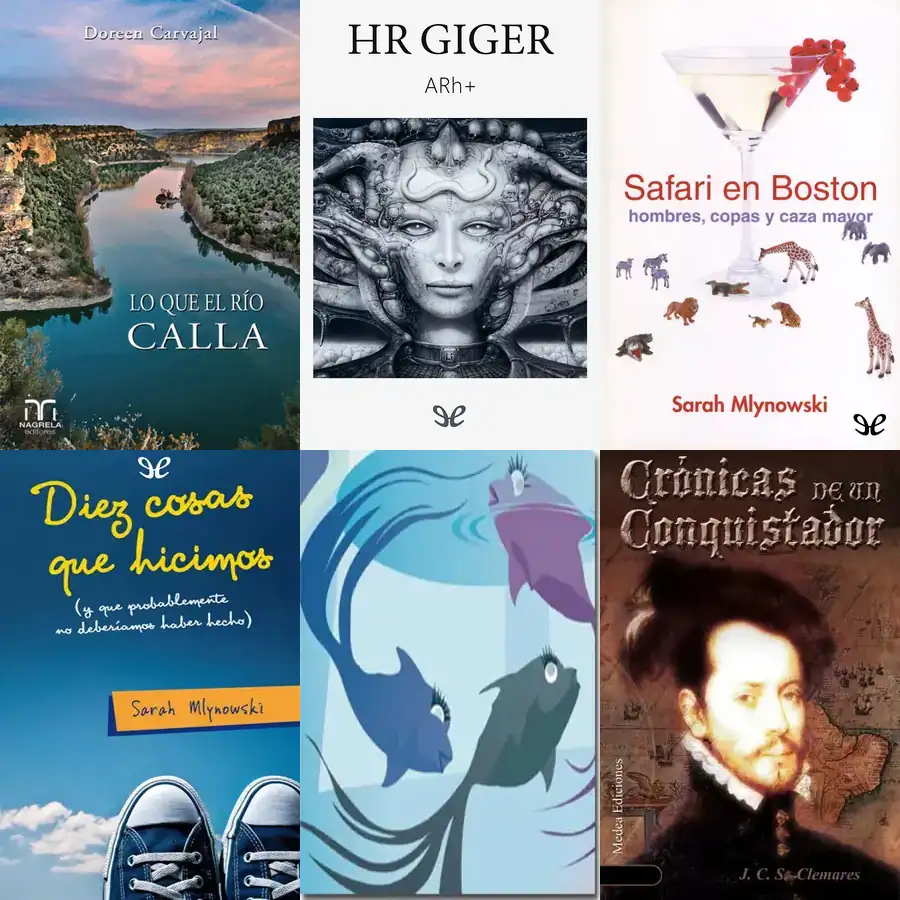 Doreen Carvajal
LO QUE EL RÍO
CALLA
NAGRELA
editores
HR GIGER
ARh+
Safari en Boston
hombres, copas y caza mayor
Sarah Mlynowski
Diez cosas
que hicimos
(y que probablemente
no deberíamos haber hecho)
Sarah Mlynowski
Crónicas DE UN
Conquistador
Medea Ediciones
J. C. S. Clemares